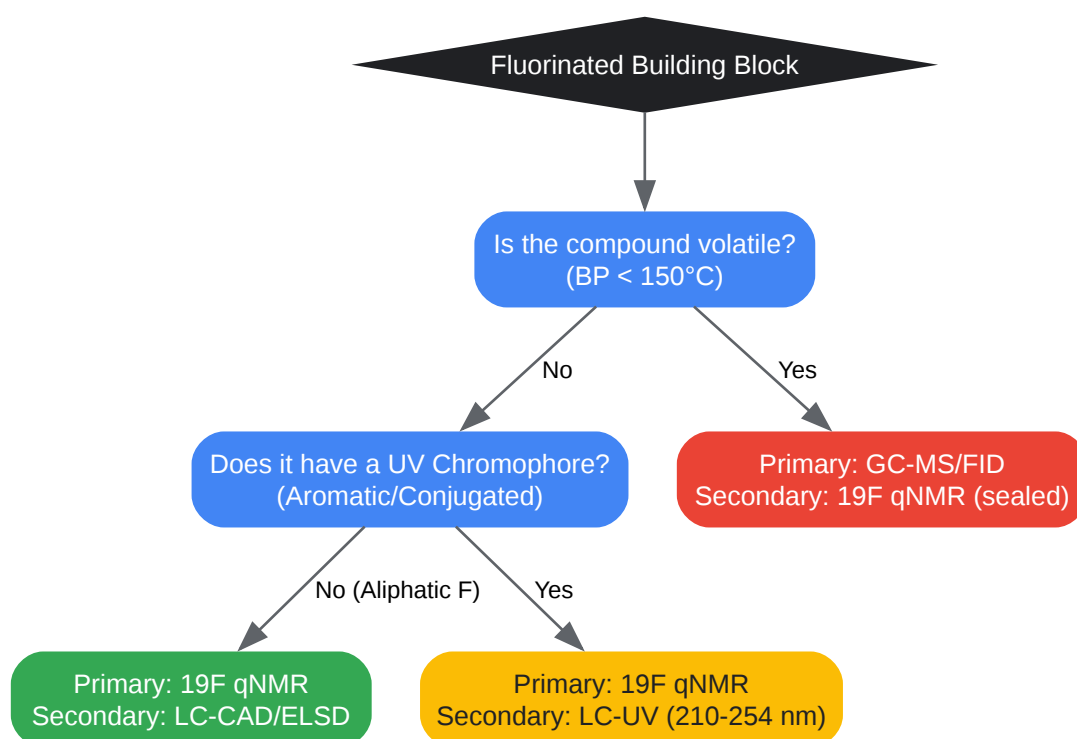 Fluorinated Building Block
Is the compound volatile?
(BP < 150°C)
No
Yes
Does it have a UV Chromophore?
(Aromatic/Conjugated)
Primary: GC-MS/FID
Secondary: 19F qNMR (sealed)
No (Aliphatic F)
Yes
Primary: 19F qNMR
Secondary: LC-CAD/ELSD
Primary: 19F qNMR
Secondary: LC-UV (210-254 nm)